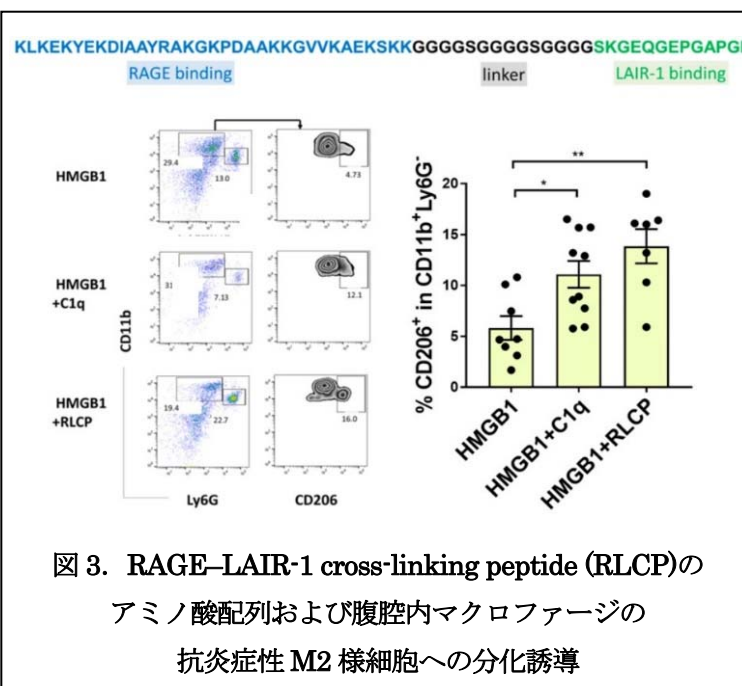 KLKEKYEKDIAAYRAKGKPDAAKKGVVKAEKSKKGGGGSGGGGSGGGGSKGEQGEPGAPG
RAGE binding
linker
LAIR-1 binding
HMGB1
29.4
13.0
4.73
HMGB1
+C1q
31
7.13
12.1
HMGB1
+RLCP
19.4
22.7
16.0
CD11b
Ly6G
CD206
% CD206+ in CD11b+Ly6G-
20
15
10
5
0
*
**
HMGB1
HMGB1+C1q
HMGB1+RLCP
図 3. RAGE–LAIR-1 cross-linking peptide (RLCP)の
アミノ酸配列および腹腔内マクロファージの
抗炎症性 M2 様細胞への分化誘導